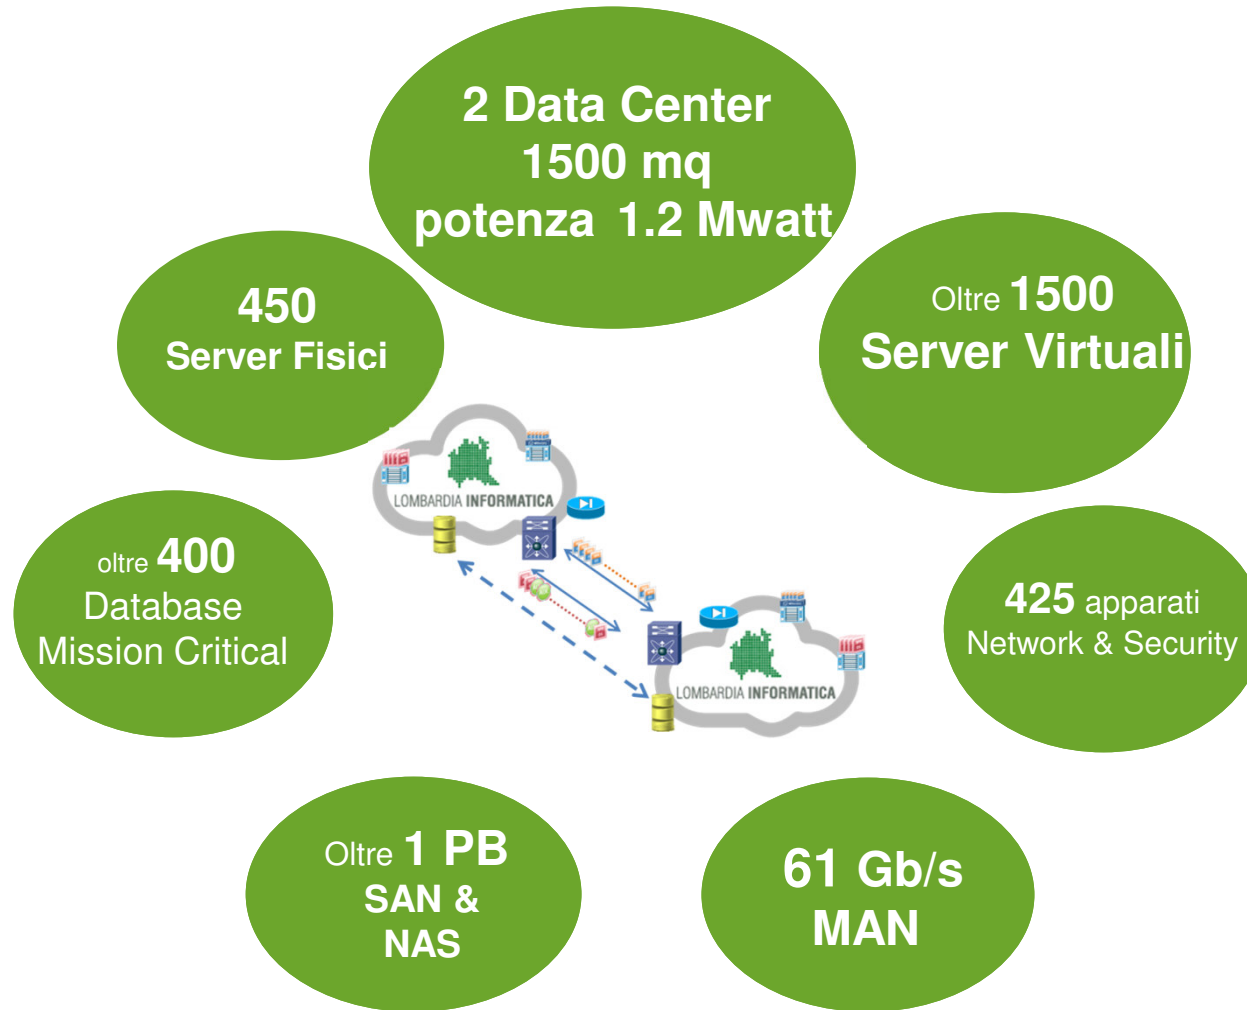 2 Data Center
1500 mq
potenza 1.2 Mwatt
450
Server Fisici
Oltre 1500
Server Virtuali
LOMBARDIA INFORMATICA
oltre 400
Database
Mission Critical
425 apparati
Network & Security
LOMBARDIA INFORMATICA
Oltre 1 PB
SAN &
NAS
61 Gb/s
MAN